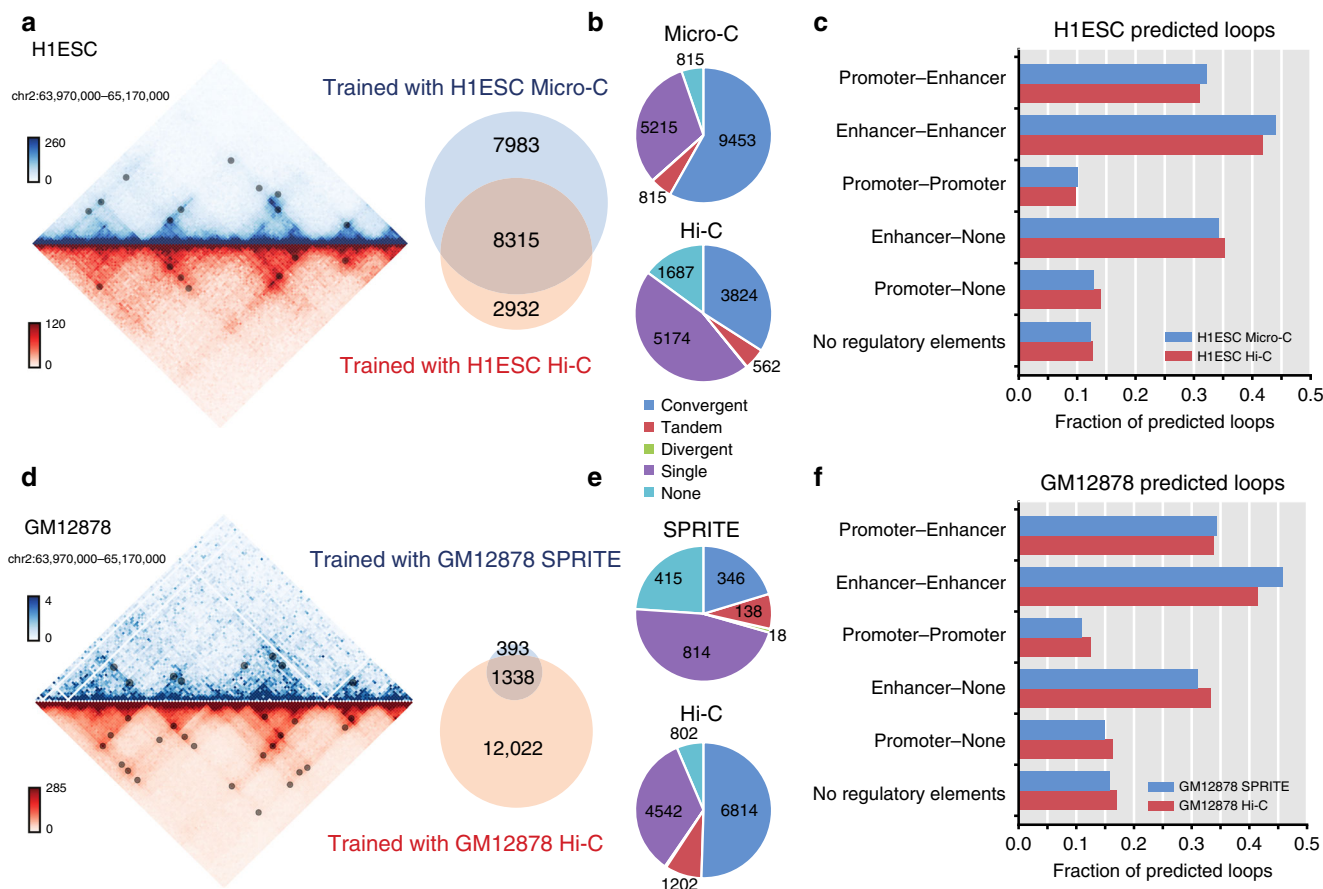 a
H1ESC
chr2:63,970,000–65,170,000
260
0
120
0
Trained with H1ESC Micro-C
7983
8315
2932
Trained with H1ESC Hi-C
b
Micro-C
815
5215
9453
815
Hi-C
1687
3824
5174
562
Convergent
Tandem
Divergent
Single
None
c
H1ESC predicted loops
Promoter–Enhancer
Enhancer–Enhancer
Promoter–Promoter
Enhancer–None
Promoter–None
No regulatory elements
H1ESC Micro-C
H1ESC Hi-C
0.0 0.1 0.2 0.3 0.4 0.5
Fraction of predicted loops
d
GM12878
chr2:63,970,000–65,170,000
4
0
285
0
Trained with GM12878 SPRITE
393
1338
12,022
Trained with GM12878 Hi-C
e
SPRITE
415
346
138
18
814
Hi-C
802
4542
6814
1202
f
GM12878 predicted loops
Promoter–Enhancer
Enhancer–Enhancer
Promoter–Promoter
Enhancer–None
Promoter–None
No regulatory elements
GM12878 SPRITE
GM12878 Hi-C
0.0 0.1 0.2 0.3 0.4 0.5
Fraction of predicted loops